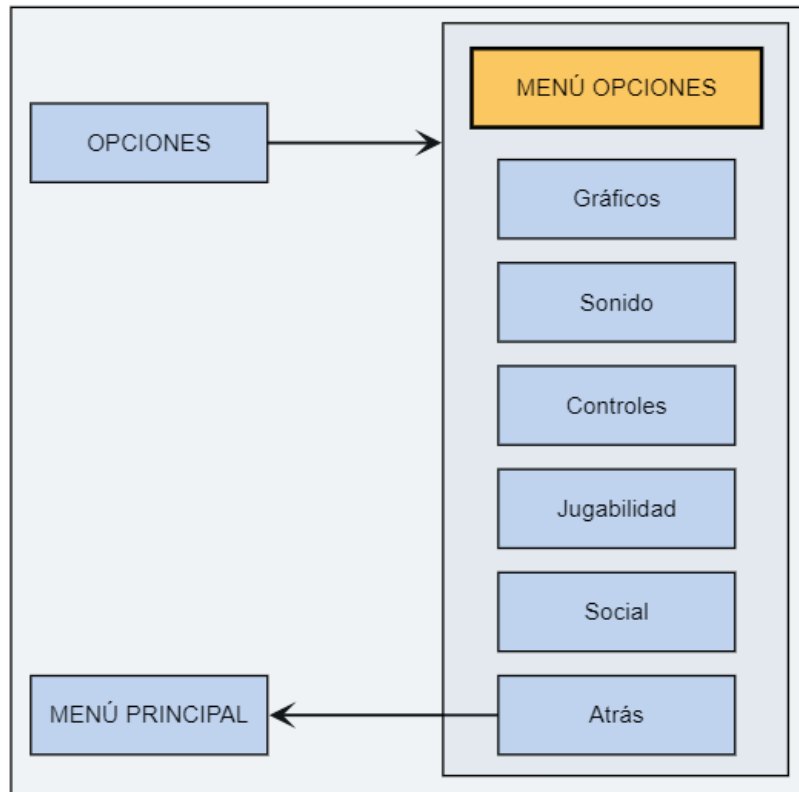 MENÚ OPCIONES
OPCIONES
Gráficos
Sonido
Controles
Jugabilidad
Social
MENÚ PRINCIPAL
Atrás